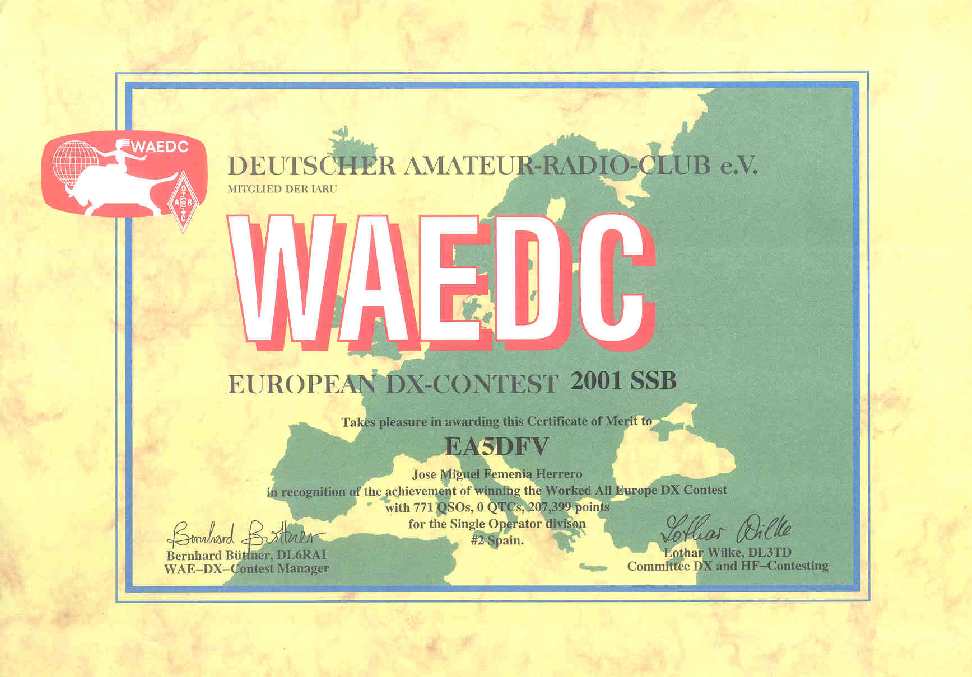 WAEDC
DEUTSCHER AMATEUR-RADIO-CLUB e.V.
MITGLIED DER IARU
WAEDC
EUROPEAN DX-CONTEST 2001 SSB
Takes pleasure in awarding this Certificate of Merit to
EA5DFV
Jose Miguel Femenia Herrero
in recognition of the achievement of winning the Worked All Europe DX Contest
with 771 QSOs, 0 QTCs, 207,399 points
for the Single Operator divison
#2 Spain.
Bernhard Büttner
Bernhard Büttner, DL6RAI
WAE-DX-Contest Manager
Lothar Wilke
Lothar Wilke, DL3TD
Committee DX and HF-Contesting